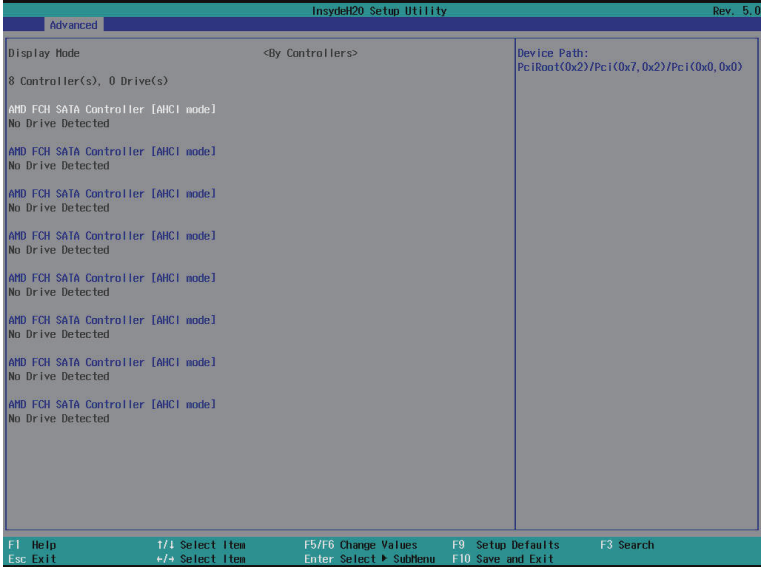 InsydeH20 Setup Utility Rev. 5.0
Advanced
Display Mode <By Controllers>
8 Controller(s), 0 Drive(s)
AMD FCH SATA Controller [AHCI mode]
No Drive Detected
AMD FCH SATA Controller [AHCI mode]
No Drive Detected
AMD FCH SATA Controller [AHCI mode]
No Drive Detected
AMD FCH SATA Controller [AHCI mode]
No Drive Detected
AMD FCH SATA Controller [AHCI mode]
No Drive Detected
AMD FCH SATA Controller [AHCI mode]
No Drive Detected
AMD FCH SATA Controller [AHCI mode]
No Drive Detected
AMD FCH SATA Controller [AHCI mode]
No Drive Detected
Device Path:
PciRoot(0x2)/Pci(0x7,0x2)/Pci(0x0,0x0)
F1 Help ↑/↓ Select Item F5/F6 Change Values F9 Setup Defaults F3 Search
Esc Exit ←/→ Select Item Enter Select ▶ SubMenu F10 Save and Exit